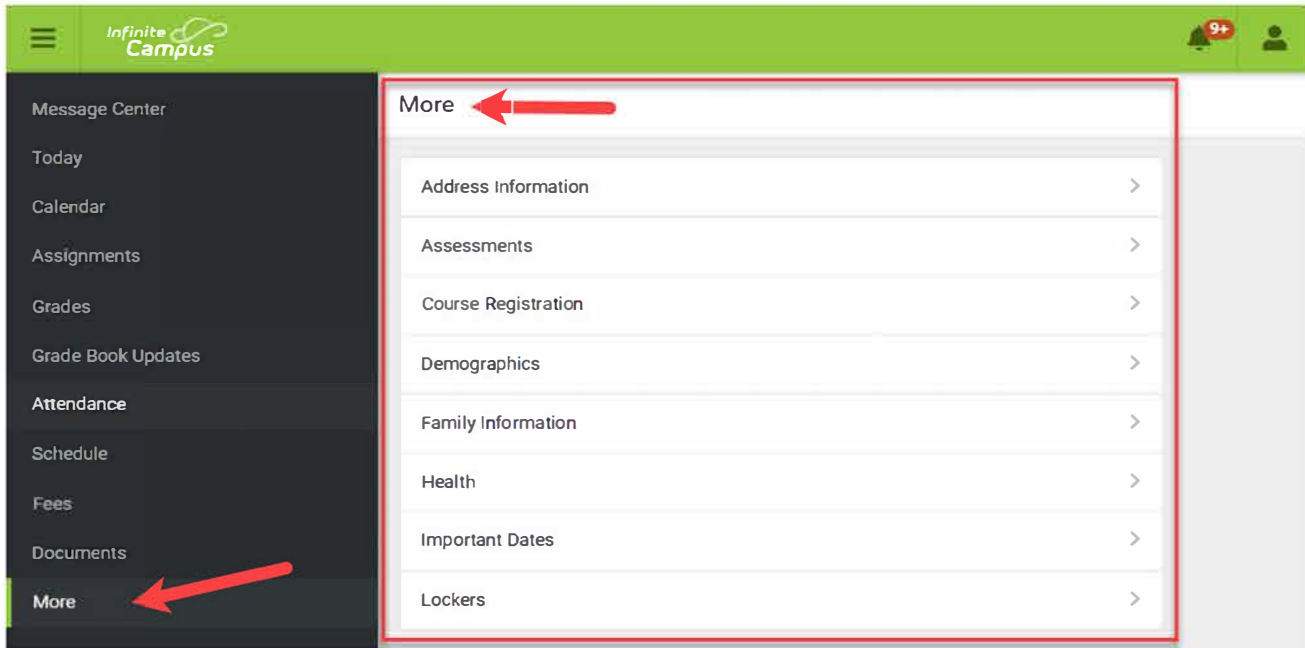 Infinite
Campus
9+
Message Center
Today
Calendar
Assignments
Grades
Grade Book Updates
Attendance
Schedule
Fees
Documents
More
More
Address Information
Assessments
Course Registration
Demographics
Family Information
Health
Important Dates
Lockers